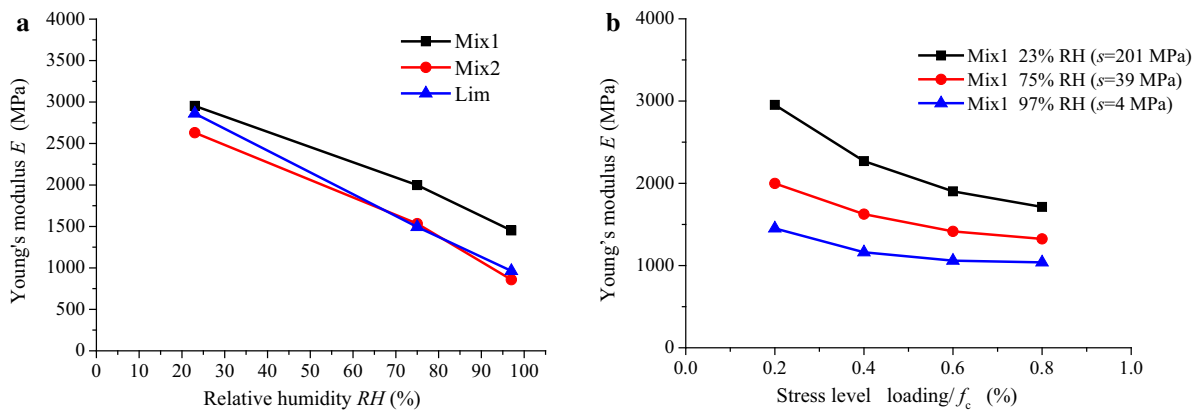 a
4000
3500
3000
2500
2000
1500
1000
500
0
Young's modulus E (MPa)
Mix1
Mix2
Lim
0 10 20 30 40 50 60 70 80 90 100
Relative humidity RH (%)
b
4000
3000
2000
1000
0
Young's modulus E (MPa)
Mix1 23% RH (s=201 MPa)
Mix1 75% RH (s=39 MPa)
Mix1 97% RH (s=4 MPa)
0.0 0.2 0.4 0.6 0.8 1.0
Stress level loading/fc (%)